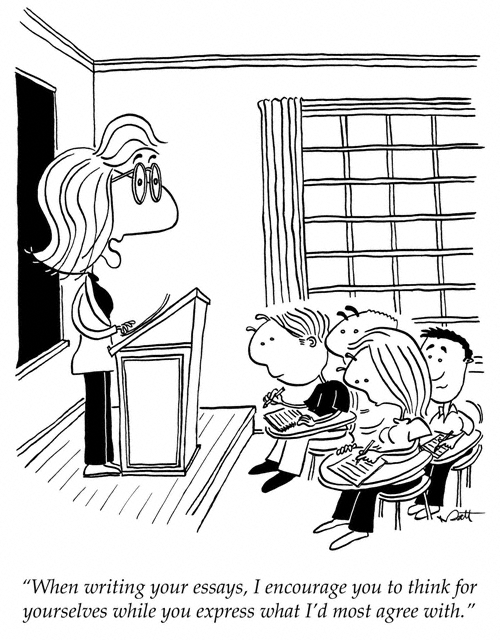 “When writing your essays, I encourage you to think for
yourselves while you express what I’d most agree with.”